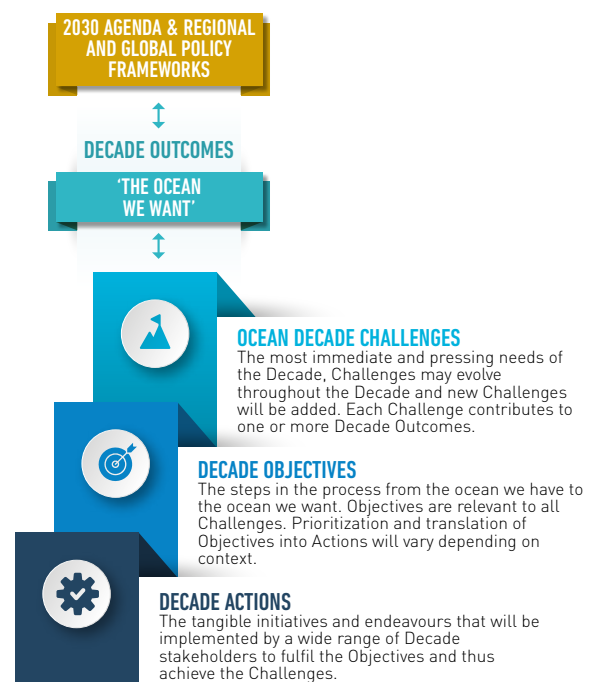 2030 AGENDA & REGIONAL
AND GLOBAL POLICY
FRAMEWORKS
DECADE OUTCOMES
‘THE OCEAN
WE WANT’
OCEAN DECADE CHALLENGES
The most immediate and pressing needs of
the Decade, Challenges may evolve
throughout the Decade and new Challenges
will be added. Each Challenge contributes to
one or more Decade Outcomes.
DECADE OBJECTIVES
The steps in the process from the ocean we have to
the ocean we want. Objectives are relevant to all
Challenges. Prioritization and translation of
Objectives into Actions will vary depending on
context.
DECADE ACTIONS
The tangible initiatives and endeavours that will be
implemented by a wide range of Decade
stakeholders to fulfil the Objectives and thus
achieve the Challenges.